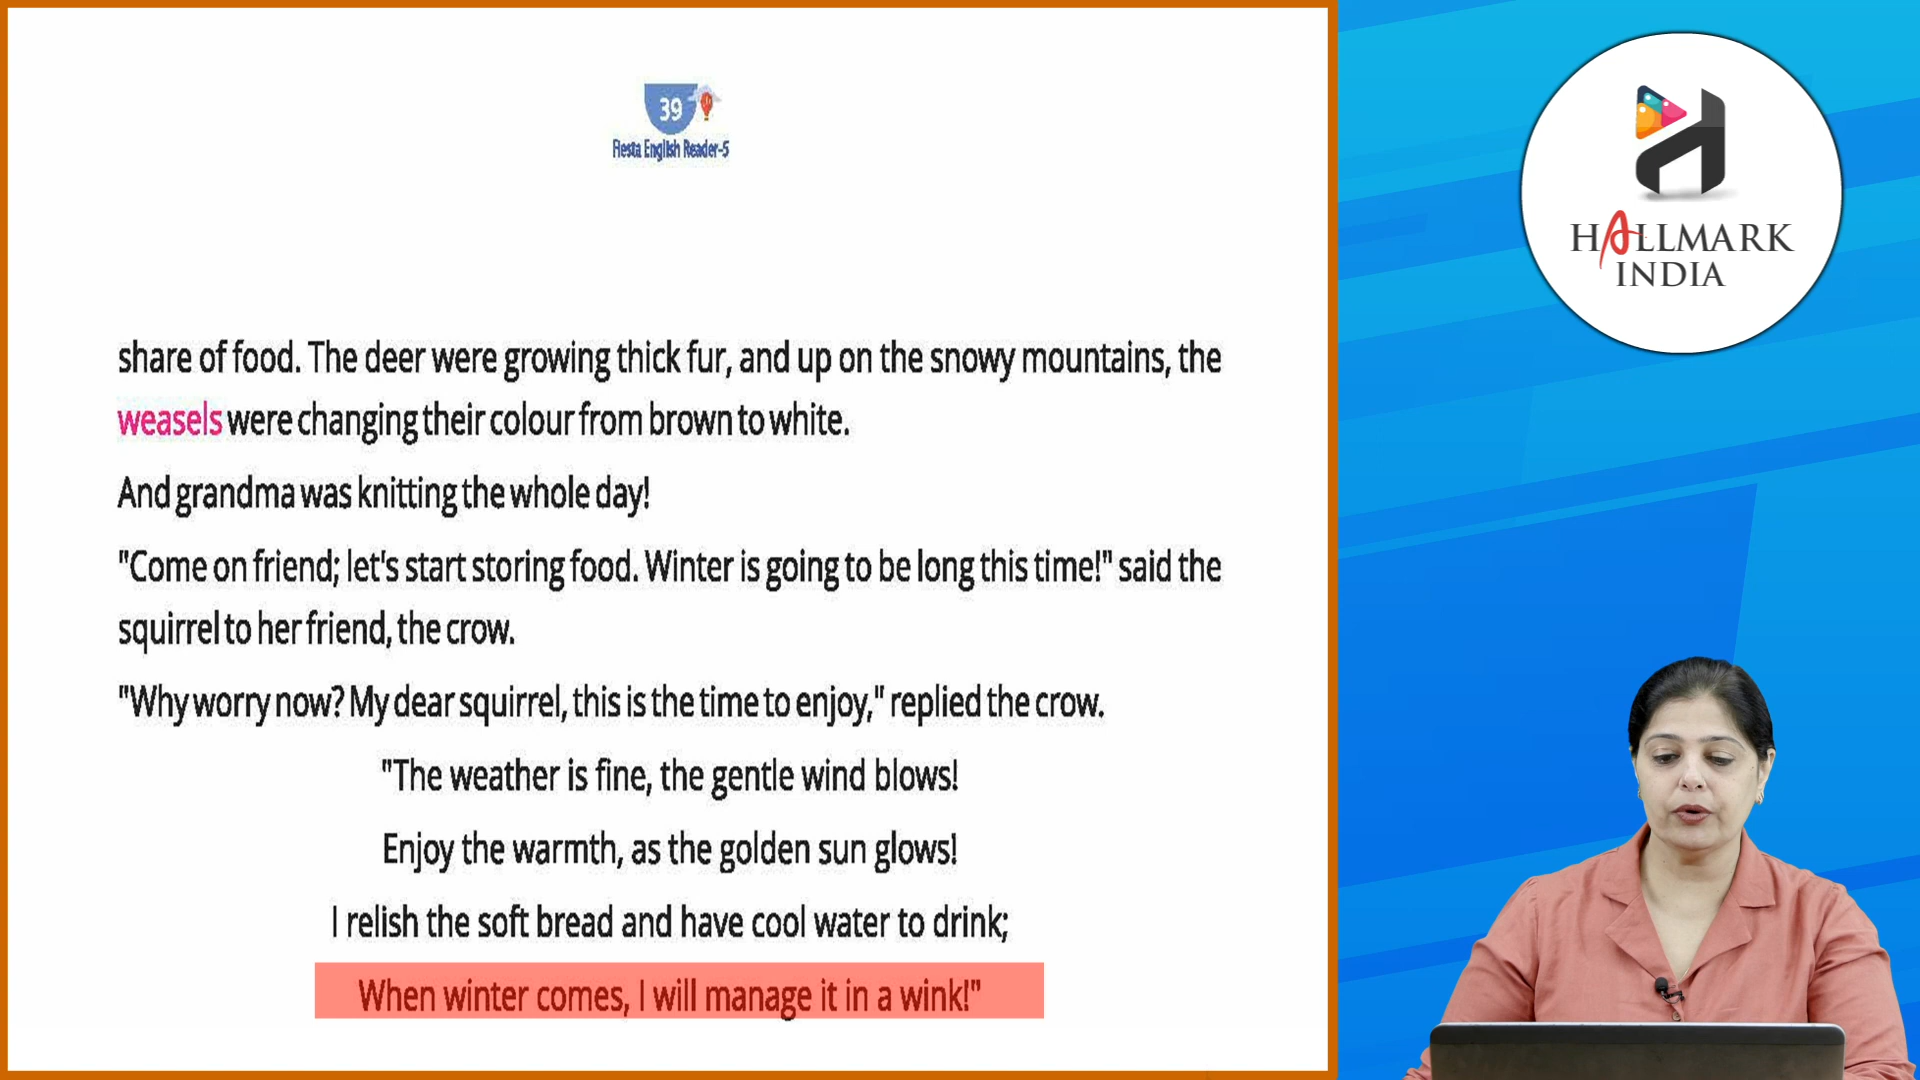 39
Fiesta English Reader-5
share of food. The deer were growing thick fur, and up on the snowy mountains, the
weasels were changing their colour from brown to white.
And grandma was knitting the whole day!
"Come on friend; let's start storing food. Winter is going to be long this time!" said the
squirrel to her friend, the crow.
"Why worry now? My dear squirrel, this is the time to enjoy," replied the crow.
"The weather is fine, the gentle wind blows!
Enjoy the warmth, as the golden sun glows!
I relish the soft bread and have cool water to drink;
When winter comes, I will manage it in a wink!"
HALLMARK
INDIA